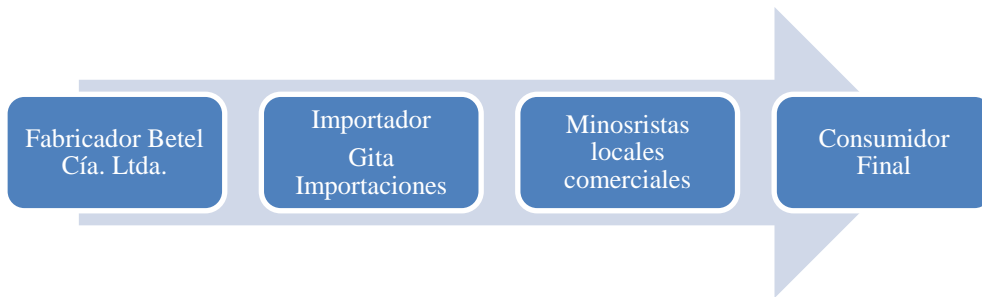 Fabricador Betel
Cía. Ltda.
Importador
Gita
Importaciones
Minosristas
locales
comerciales
Consumidor
Final